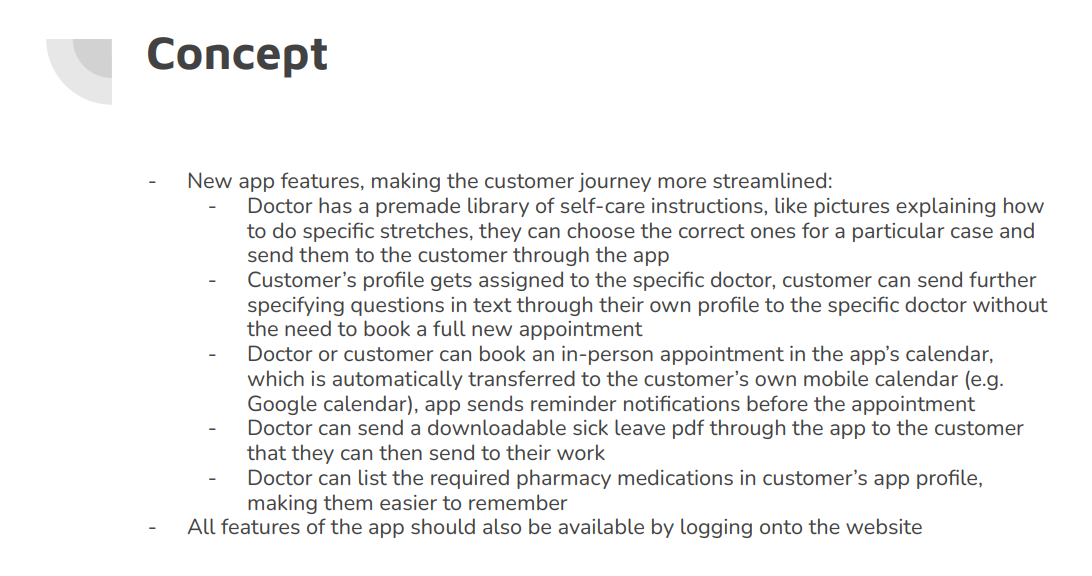 Concept
- New app features, making the customer journey more streamlined:
- Doctor has a premade library of self-care instructions, like pictures explaining how
to do specific stretches, they can choose the correct ones for a particular case and
send them to the customer through the app
- Customer’s profile gets assigned to the specific doctor, customer can send further
specifying questions in text through their own profile to the specific doctor without
the need to book a full new appointment
- Doctor or customer can book an in-person appointment in the app’s calendar,
which is automatically transferred to the customer’s own mobile calendar (e.g.
Google calendar), app sends reminder notifications before the appointment
- Doctor can send a downloadable sick leave pdf through the app to the customer
that they can then send to their work
- Doctor can list the required pharmacy medications in customer’s app profile,
making them easier to remember
- All features of the app should also be available by logging onto the website